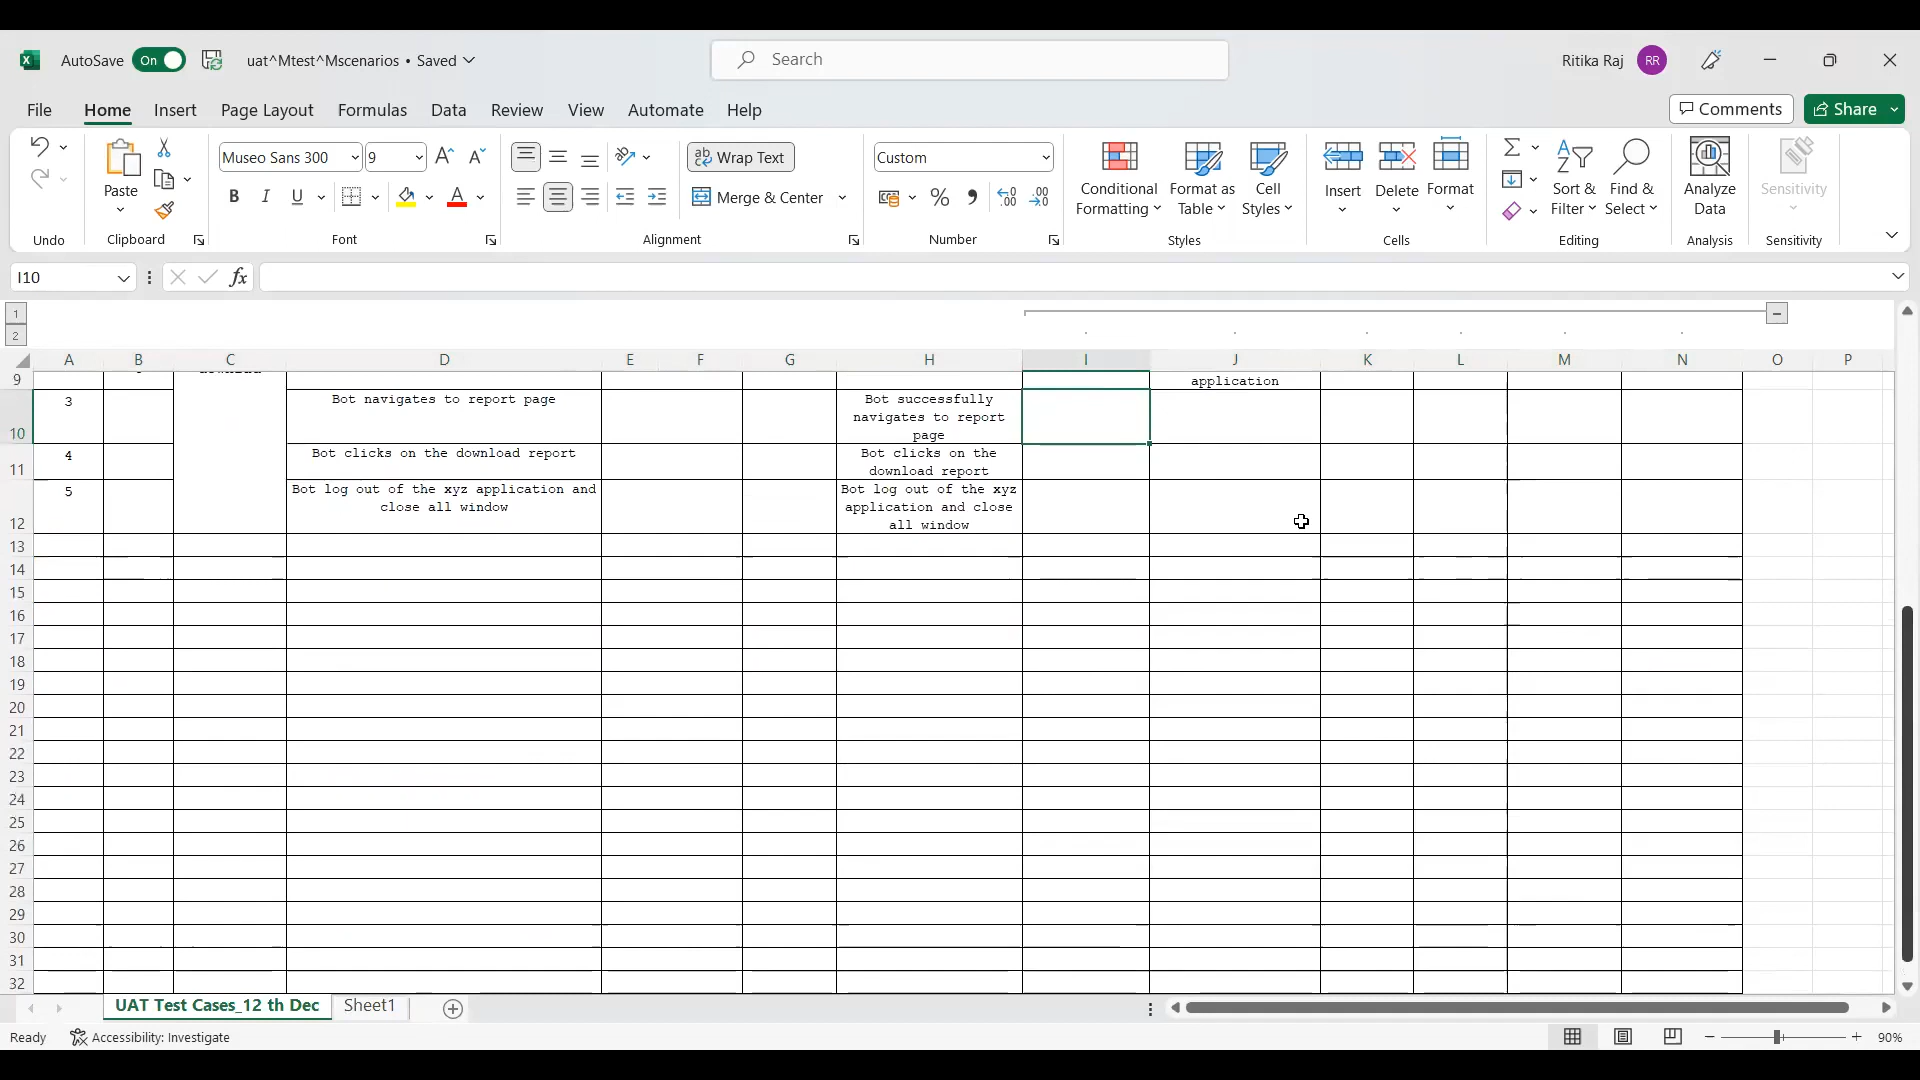 AutoSave On uat^Mtest^Mscenarios • Saved Search Ritika Raj RR
File Home Insert Page Layout Formulas Data Review View Automate Help Comments Share
Museo Sans 300 9 Wrap Text Custom
Paste B I U Merge & Center % Conditional Formatting Format as Table Cell Styles Insert Delete Format Sort & Filter Find & Select Analyze Data Sensitivity
Undo Clipboard Font Alignment Number Styles Cells Editing Analysis Sensitivity
I10 fx
1
2
A B C D E F G H I J K L M N O P
9 application
10 3 Bot navigates to report page Bot successfully
navigates to report
page
11 4 Bot clicks on the download report Bot clicks on the
download report
12 5 Bot log out of the xyz application and Bot log out of the xyz
close all window application and close
all window
13
14
15
16
17
18
19
20
21
22
23
24
25
26
27
28
29
30
31
32
UAT Test Cases_12 th Dec Sheet1
Ready Accessibility: Investigate 90%